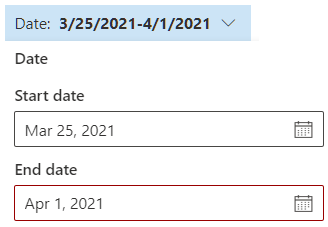 Date: 3/25/2021-4/1/2021
Date
Start date
Mar 25, 2021
End date
Apr 1, 2021